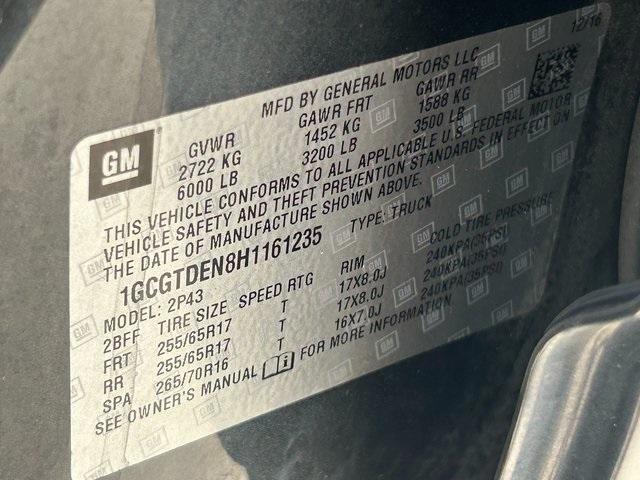 GM
MFD BY GENERAL MOTORS LLC 12/16
GVWR GAWR FRT GAWR RR
2722 KG 1452 KG 1588 KG
6000 LB 3200 LB 3500 LB
THIS VEHICLE CONFORMS TO ALL APPLICABLE U.S. FEDERAL MOTOR
VEHICLE SAFETY AND THEFT PREVENTION STANDARDS IN EFFECT ON
THE DATE OF MANUFACTURE SHOWN ABOVE.
1GCGTDEN8H1161235 TYPE: TRUCK
MODEL: 2P43
2BFF TIRE SIZE SPEED RTG RIM COLD TIRE PRESSURE
FRT 255/65R17 T 17X8.0J 240KPA(35PSI)
RR 255/65R17 T 17X8.0J 240KPA(35PSI)
SPA 265/70R16 T 16X7.0J 240KPA(35PSI)
SEE OWNER'S MANUAL FOR MORE INFORMATION.